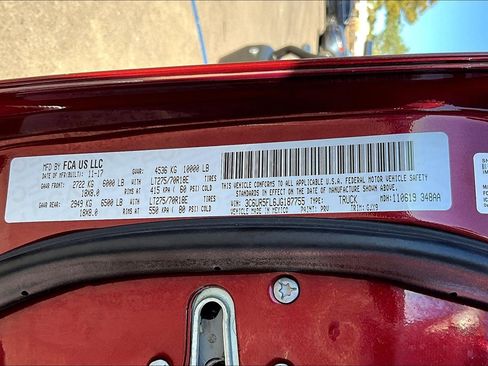 MFD BY FCA US LLC
DATE OF MFR(BUILT): 11-17 GVWR: 4536 KG 10000 LB
GAWR FRONT: 2722 KG 6000 LB WITH TIRES LT275/70R18E
18X8.0 RIMS AT 415 KPA ( 60 PSI) COLD
GAWR REAR: 2949 KG 6500 LB WITH TIRES LT275/70R18E
18X8.0 RIMS AT 550 KPA ( 80 PSI) COLD
THIS VEHICLE CONFORMS TO ALL APPLICABLE U.S.A. FEDERAL MOTOR VEHICLE SAFETY
STANDARDS IN EFFECT ON THE DATE OF MANUFACTURE SHOWN ABOVE.
VIN: 3C6UR5FL6JG187755 TYPE: TRUCK MDH: 110619 348AA
VEHICLE MADE IN MEXICO PAINT: PRV TRIM: GJX9